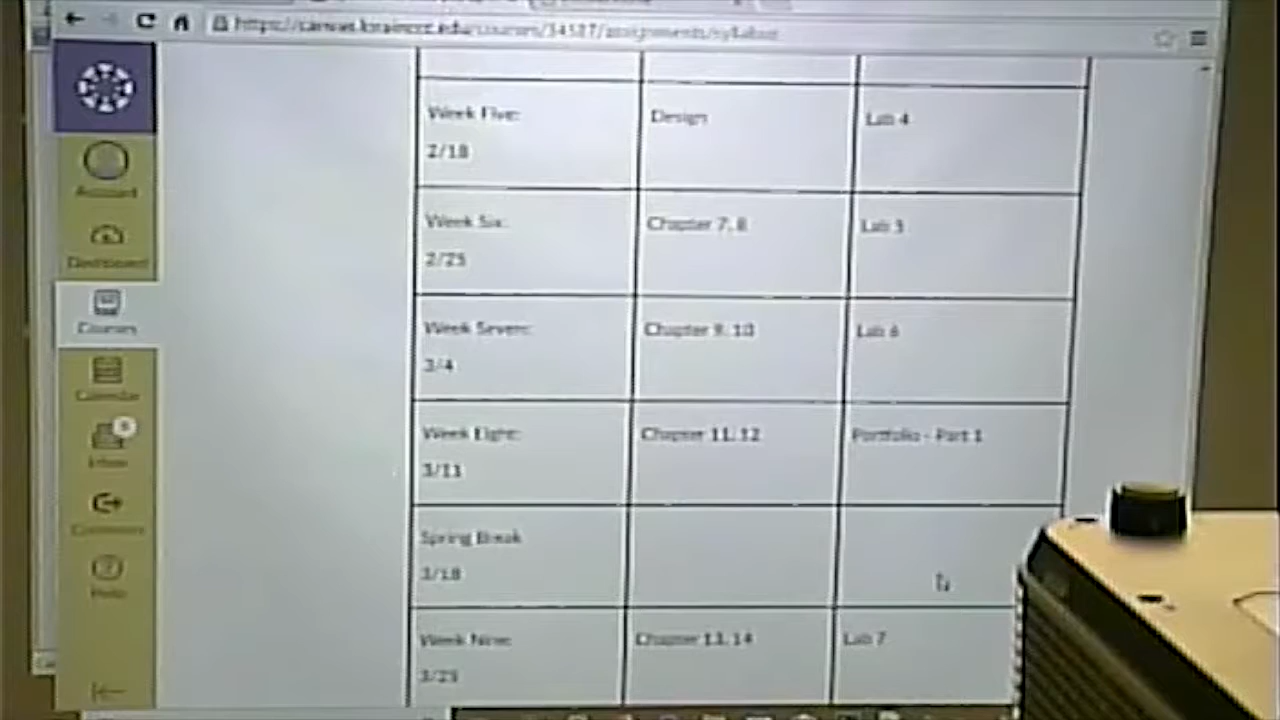 Week Five:
2/18
Design
Lab 4
Week Six:
2/25
Chapter 7, 8
Lab 5
Week Seven:
3/4
Chapter 9, 10
Lab 6
Week Eight:
3/11
Chapter 11, 12
Portfolio - Part 1
Spring Break
3/18
Week Nine:
3/25
Chapter 13, 14
Lab 7
Account
Dashboard
Courses
Calendar
Inbox
Commons
Help